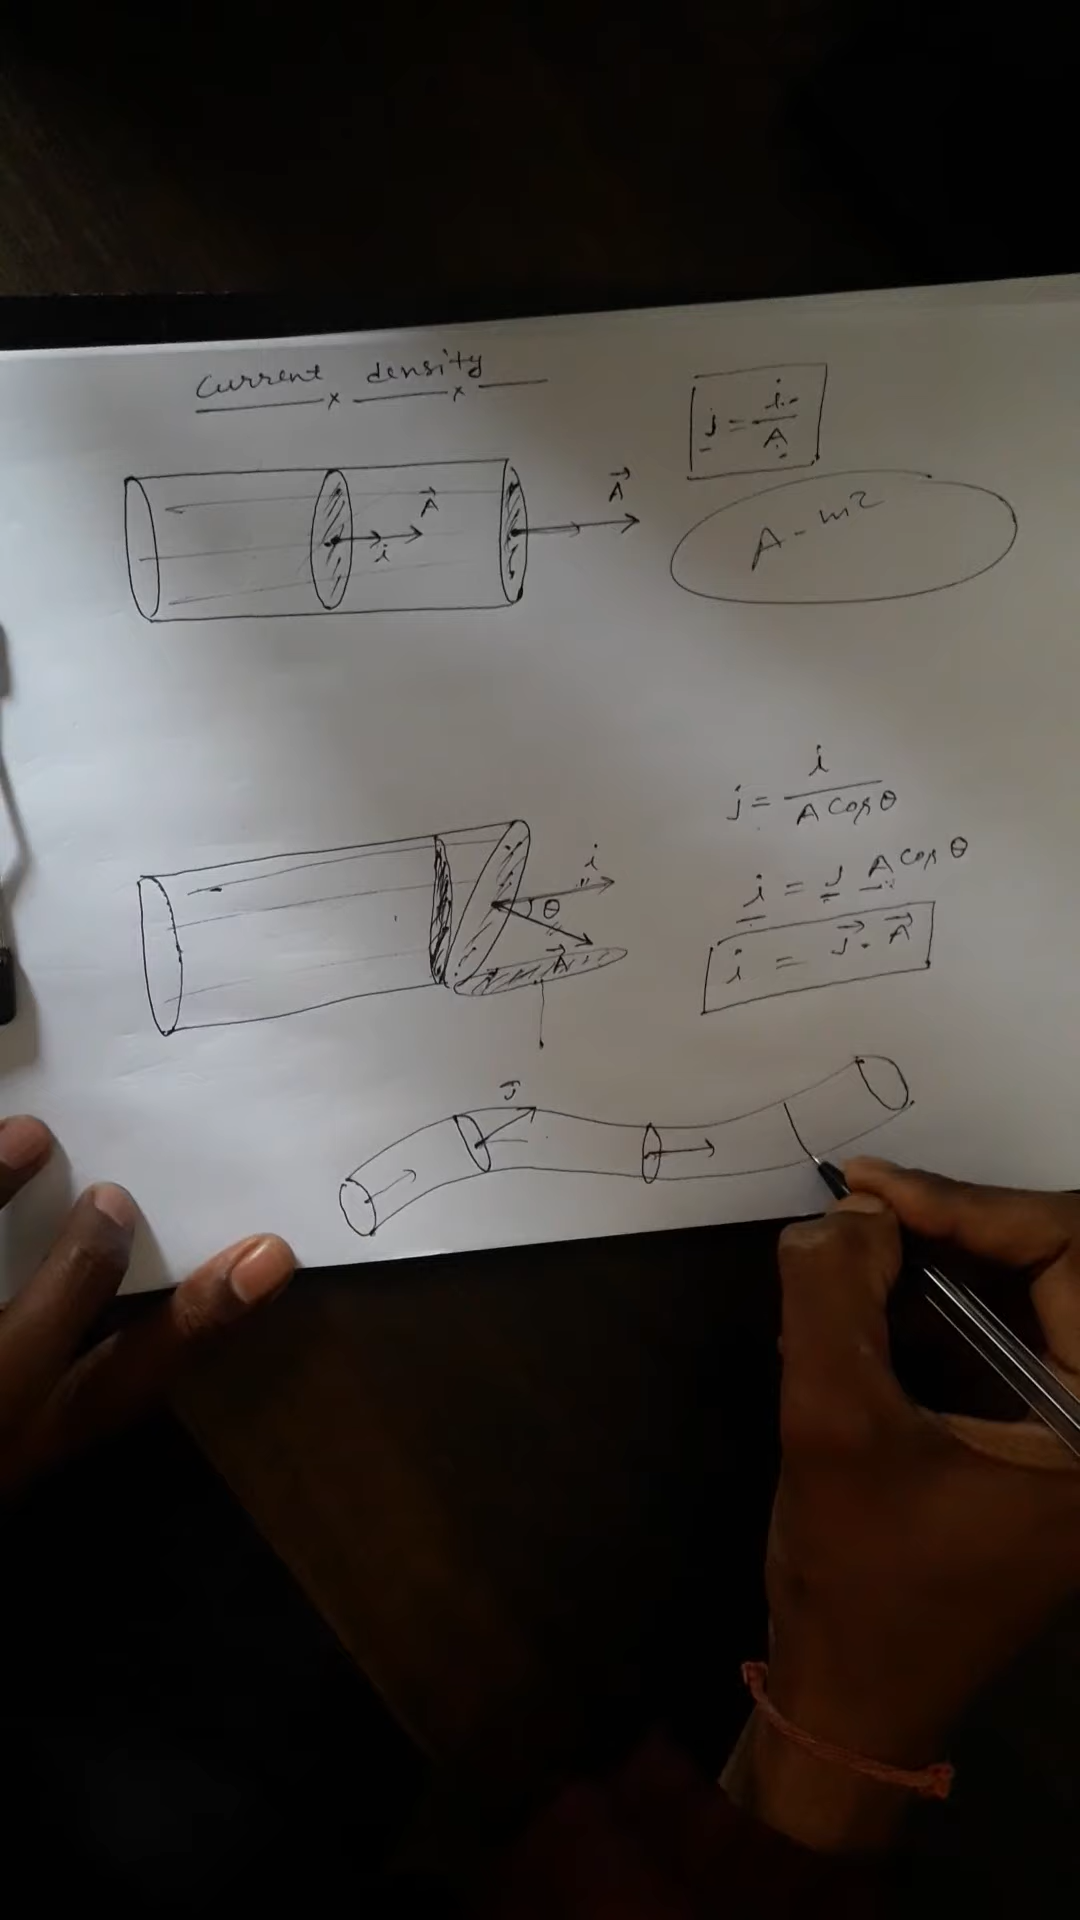 Current density
j = i / A
A⃗
i
A⃗
A-m²
j = i / A Cos θ
i = J A Cos θ
i = J⃗ . A⃗
i
θ
A⃗
J